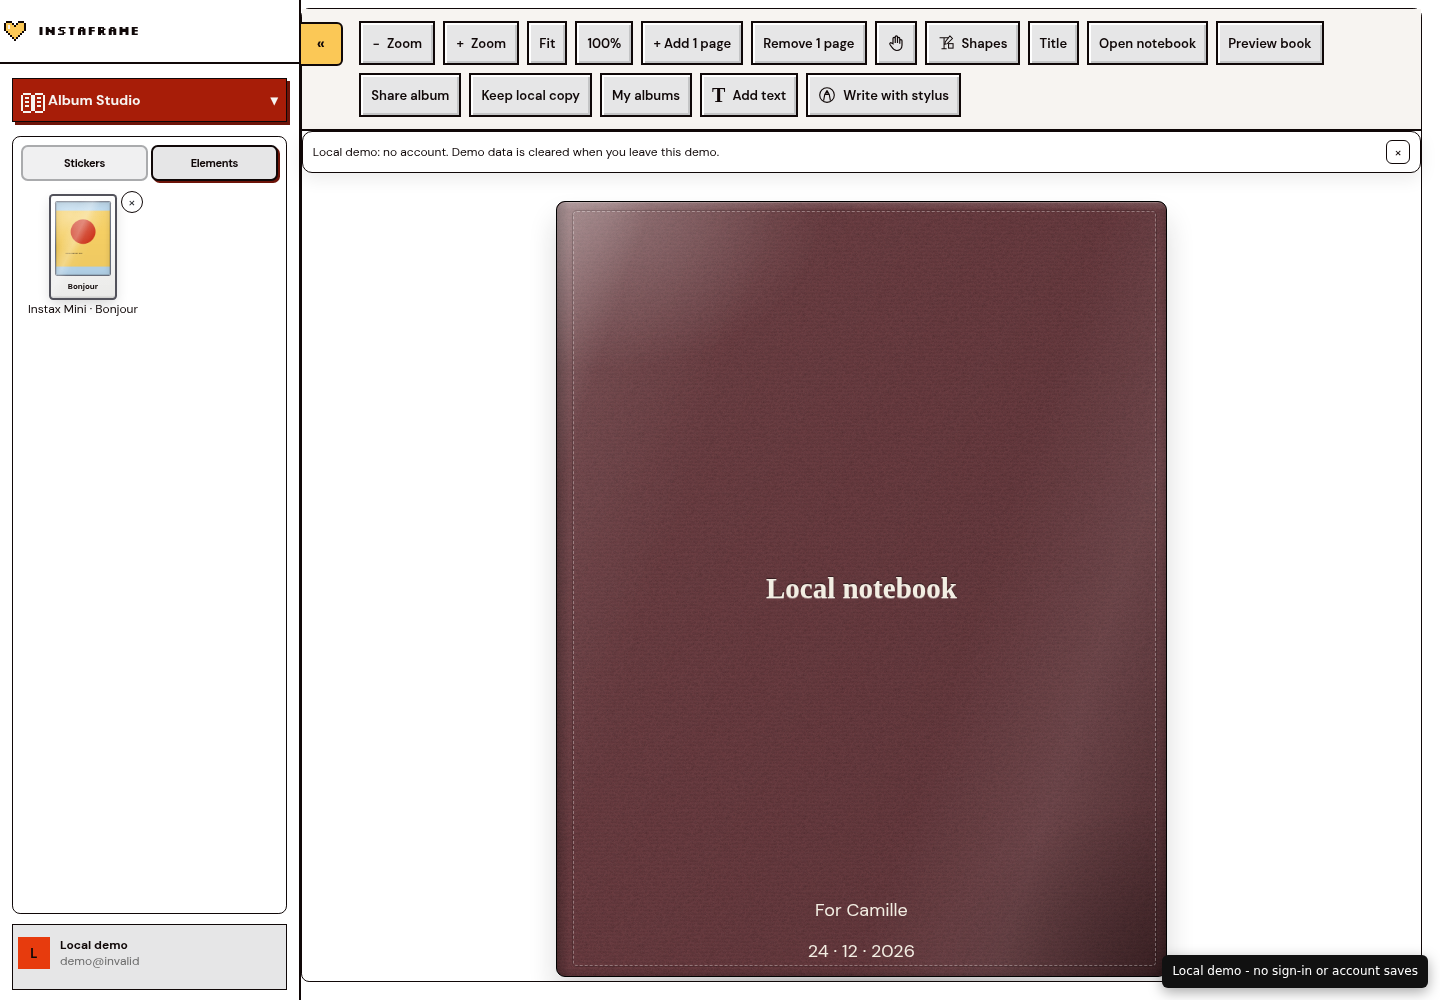 INSTAFRAME
Album Studio ▾
Stickers
Elements
×
Bonjour
Instax Mini · Bonjour
Local demo
demo@invalid
L
«
- Zoom
+ Zoom
Fit
100%
+ Add 1 page
Remove 1 page
Shapes
Title
Open notebook
Preview book
Share album
Keep local copy
My albums
T Add text
Write with stylus
Local demo: no account. Demo data is cleared when you leave this demo.
×
Local notebook
For Camille
24 · 12 · 2026
Local demo - no sign-in or account saves